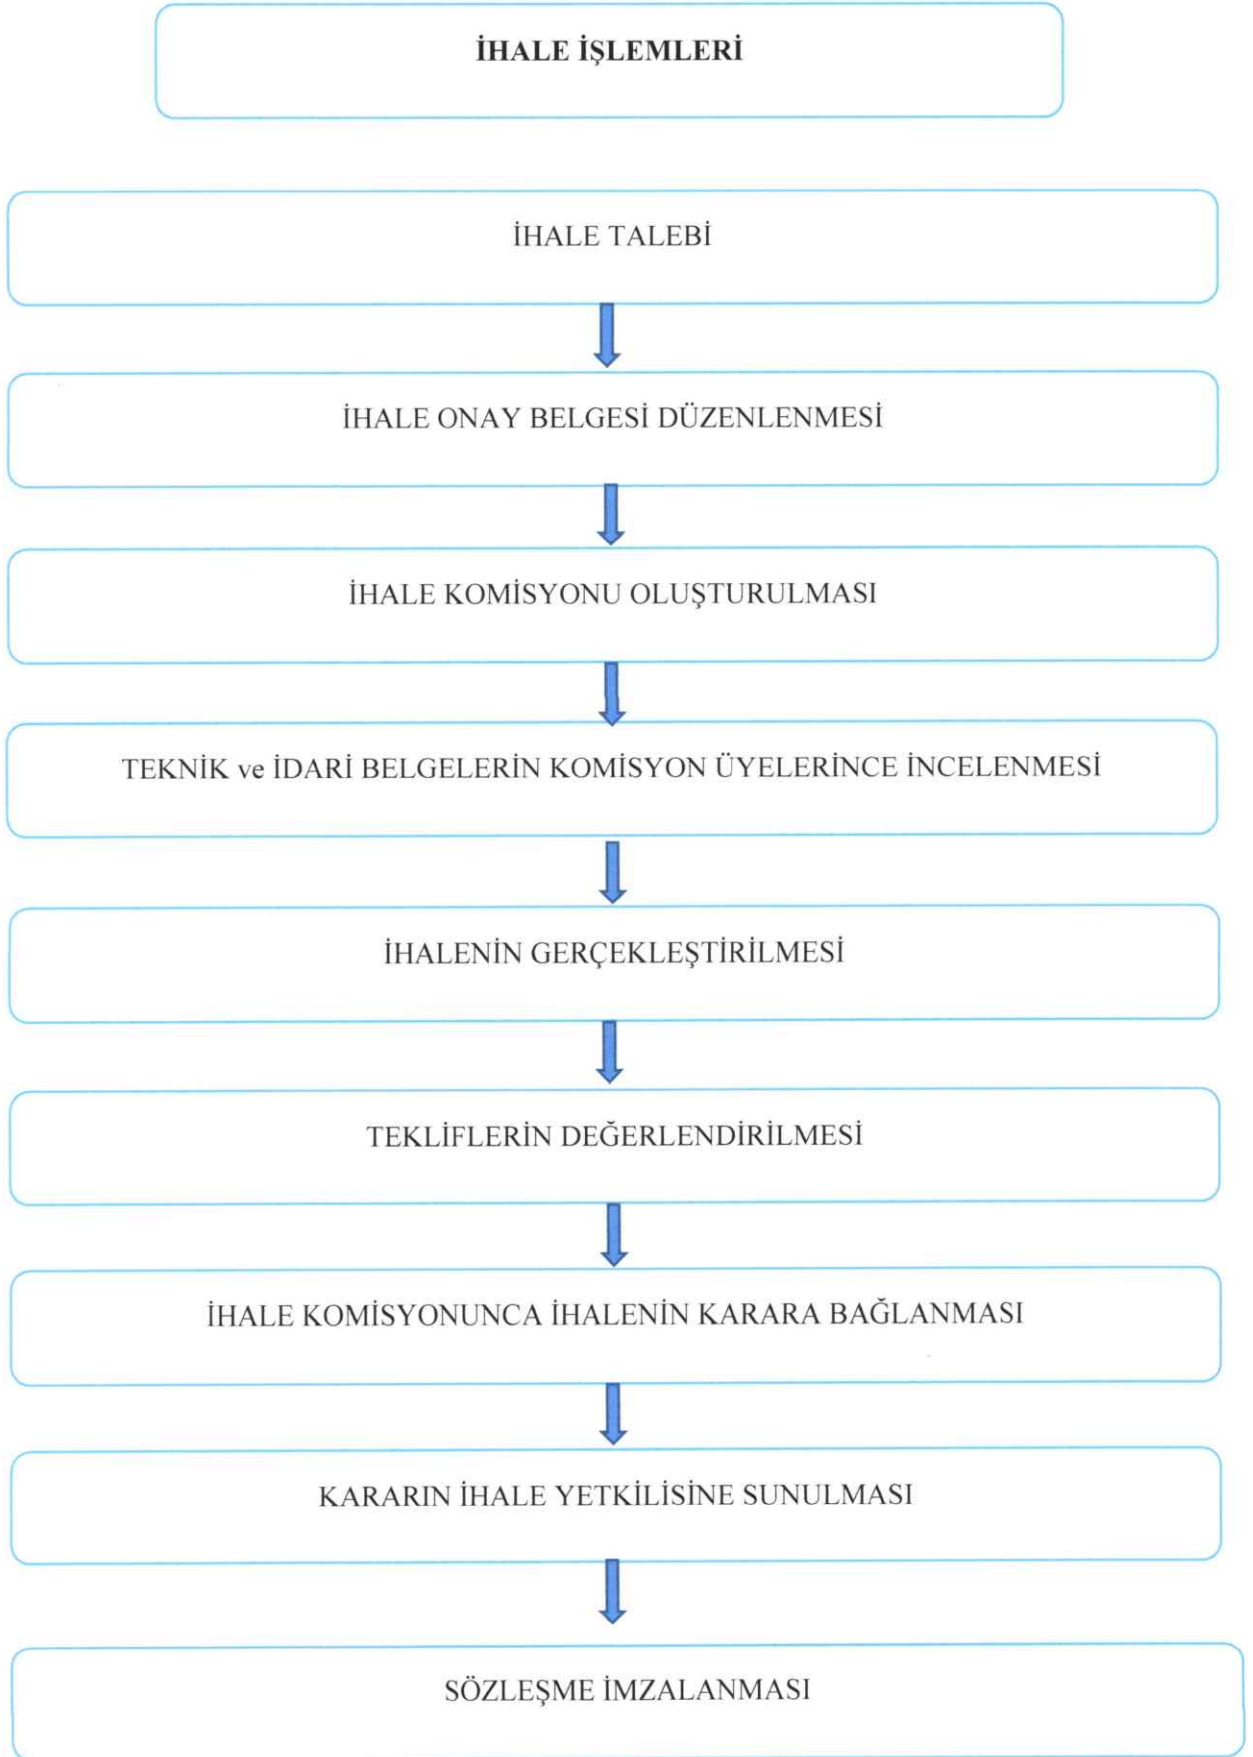 İHALE İŞLEMLERİ
İHALE TALEBİ
İHALE ONAY BELGESİ DÜZENLENMESİ
İHALE KOMİSYONU OLUŞTURULMASI
TEKNİK ve İDARİ BELGELERİN KOMİSYON ÜYELERİNCE İNCELENMESİ
İHALENİN GERÇEKLEŞTİRİLMESİ
TEKLİFLERİN DEĞERLENDİRİLMESİ
İHALE KOMİSYONUNCA İHALENİN KARARA BAĞLANMASI
KARARIN İHALE YETKİLİSİNE SUNULMASI
SÖZLEŞME İMZALANMASI